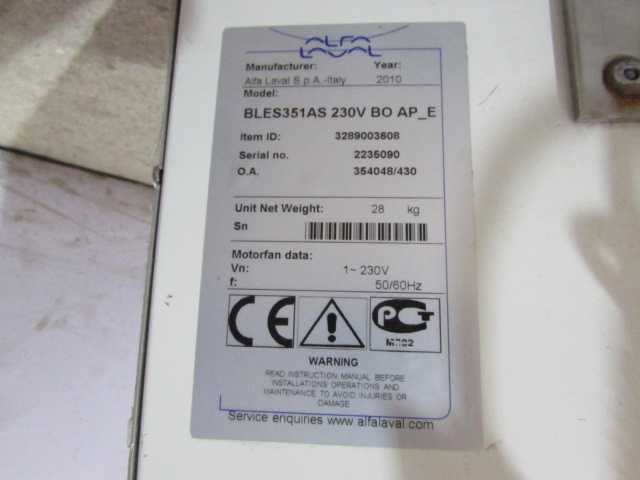 ALFA
LAVAL
Manufacturer: Year:
Alfa Laval S.p.A.-Italy 2010
Model:
BLES351AS 230V BO AP_E
Item ID: 3289003608
Serial no. 2235090
O.A. 354048/430
Unit Net Weight: 28 kg
Sn
Motorfan data:
Vn: 1~ 230V
f: 50/60Hz
CE
WARNING
READ INSTRUCTION MANUAL BEFORE
INSTALLATIONS OPERATIONS AND
MAINTENANCE TO AVOID INJURIES OR
DAMAGE
Service enquiries www.alfalaval.com